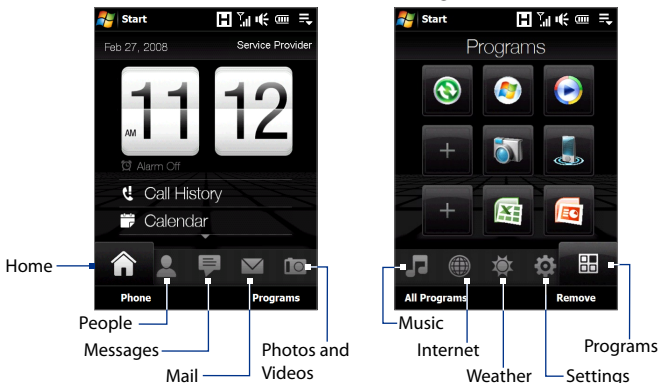 Start
H
Feb 27, 2008
Service Provider
11 12
AM
Alarm Off
Call History
Calendar
Phone
Programs
Home
People
Messages
Mail
Photos and
Videos
Start
H
Programs
All Programs
Remove
Music
Internet
Weather
Settings
Programs